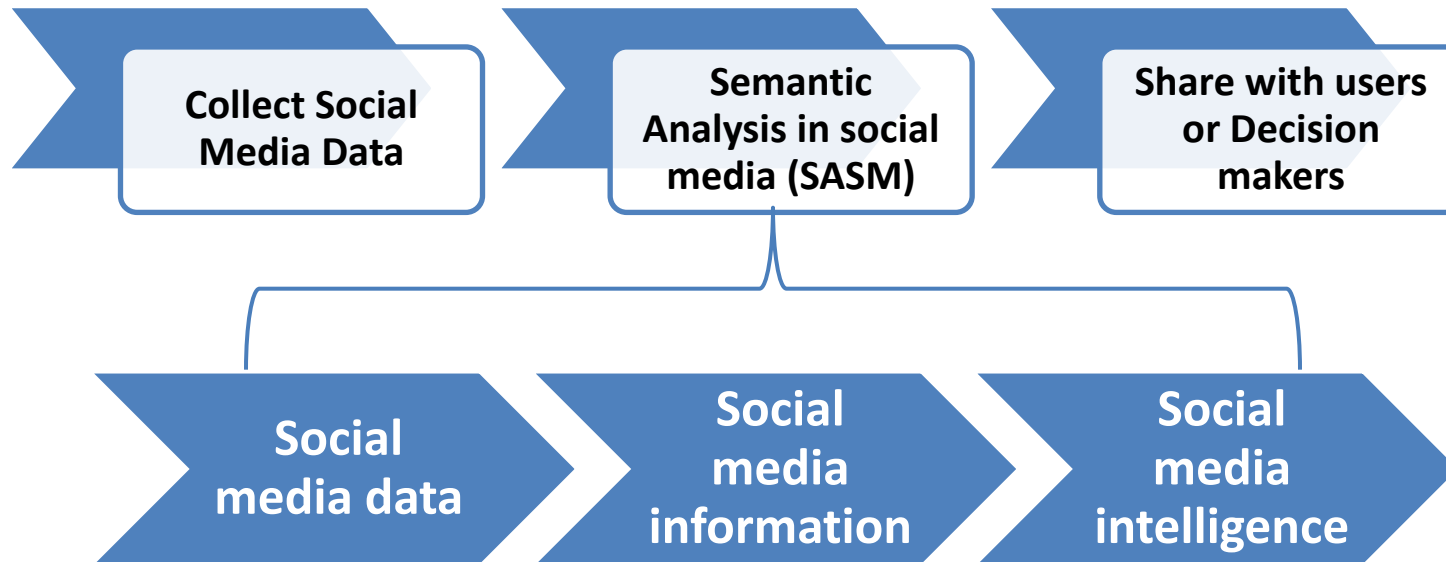 Collect Social
Media Data
Semantic
Analysis in social
media (SASM)
Share with users
or Decision
makers
Social
media data
Social
media
information
Social
media
intelligence